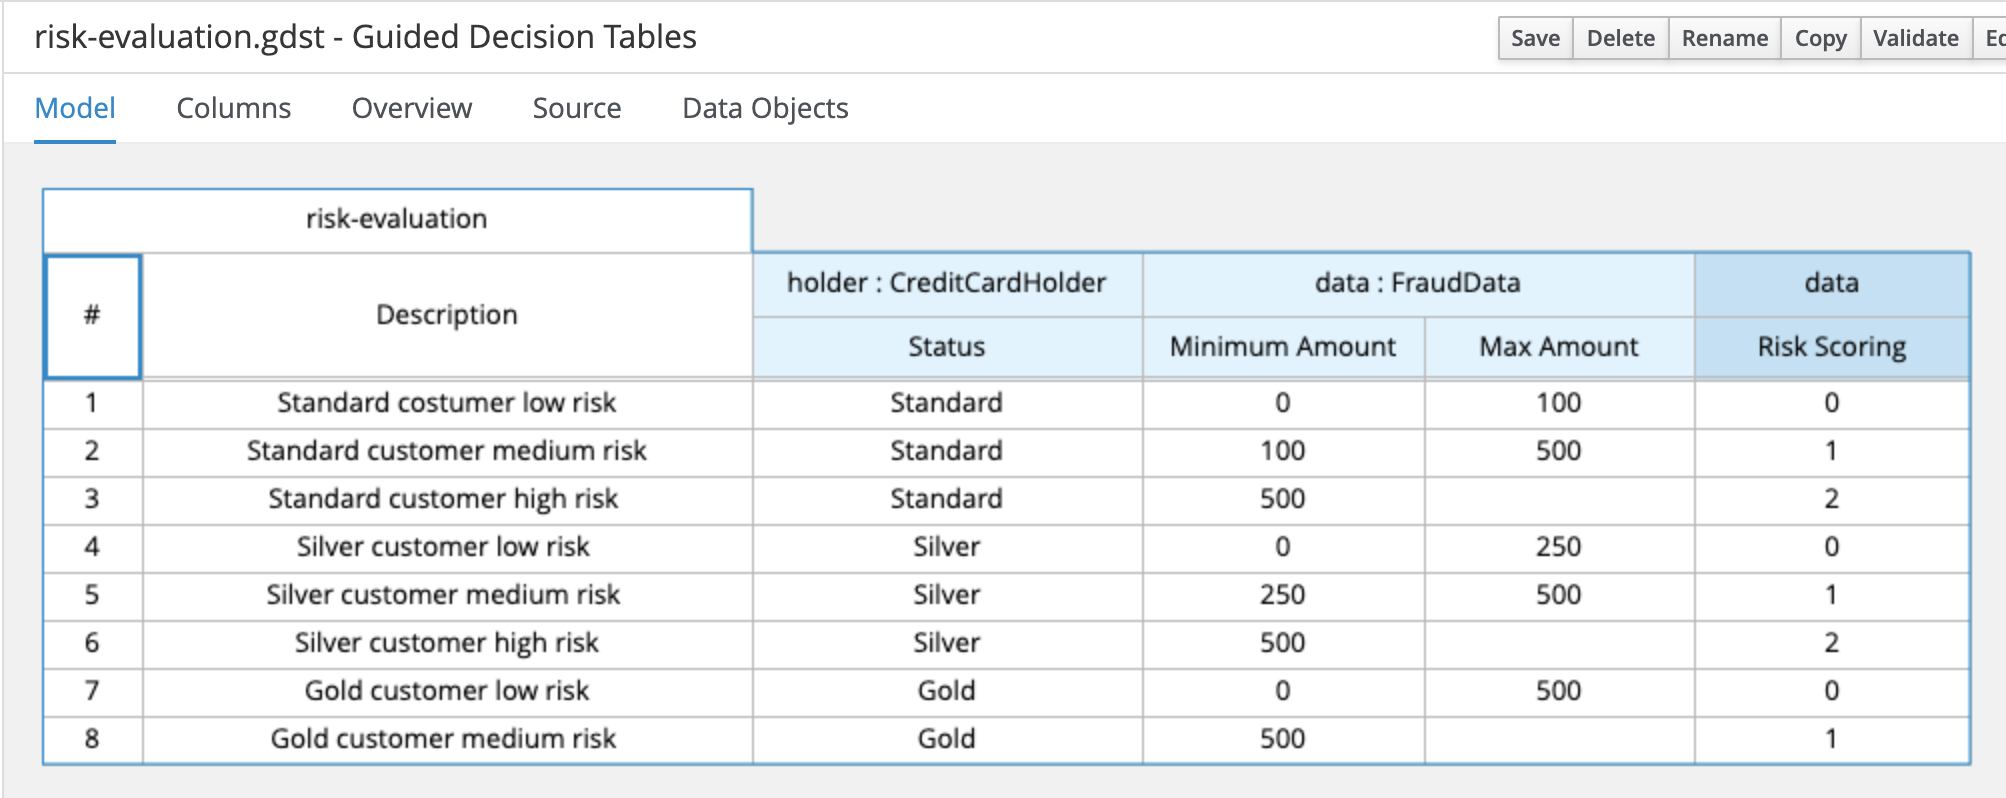 risk-evaluation.gdst - Guided Decision Tables
Save Delete Rename Copy Validate
Model Columns Overview Source Data Objects
risk-evaluation
# Description holder : CreditCardHolder data : FraudData data
Status Minimum Amount Max Amount Risk Scoring
1 Standard costumer low risk Standard 0 100 0
2 Standard customer medium risk Standard 100 500 1
3 Standard customer high risk Standard 500 2
4 Silver customer low risk Silver 0 250 0
5 Silver customer medium risk Silver 250 500 1
6 Silver customer high risk Silver 500 2
7 Gold customer low risk Gold 0 500 0
8 Gold customer medium risk Gold 500 1